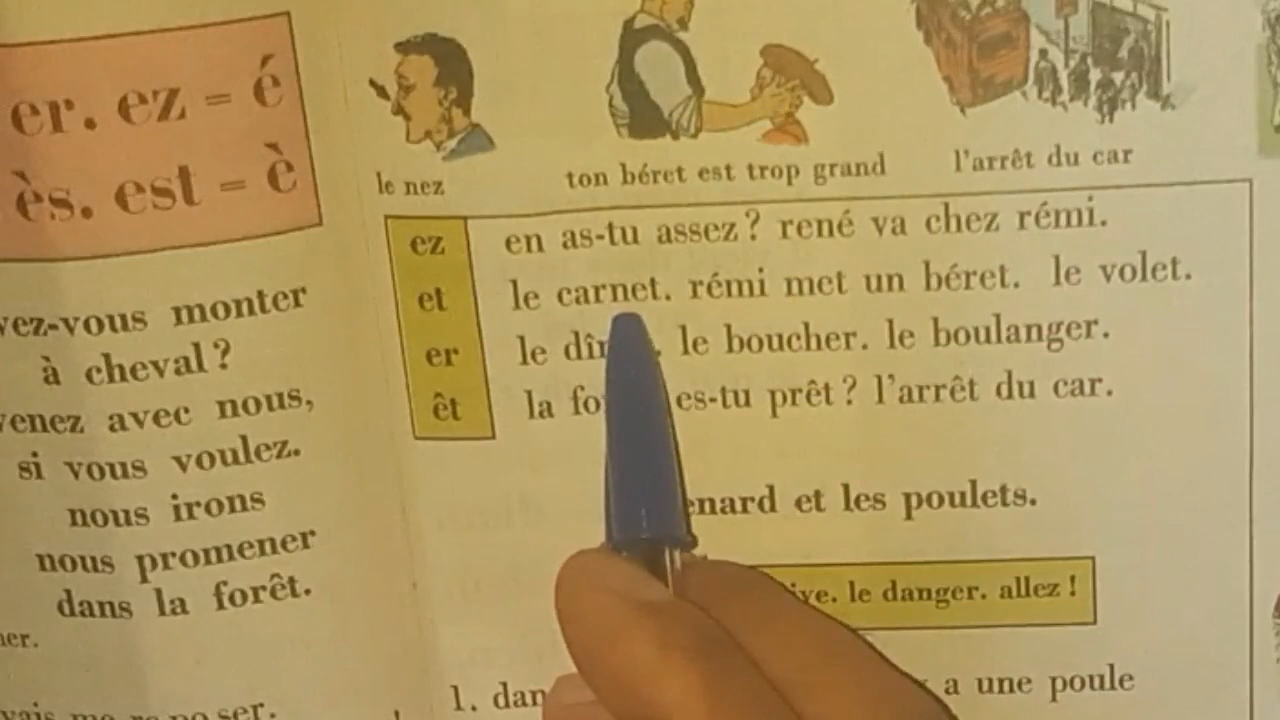 er. ez = é
ès. est = è
vez-vous monter
à cheval ?
venez avec nous,
si vous voulez.
nous irons
nous promener
dans la forêt.
le nez
ton béret est trop grand
l'arrêt du car
ez en as-tu assez ? rené va chez rémi.
et le carnet. rémi met un béret. le volet.
er le boucher. le boulanger.
êt la es-tu prêt ? l'arrêt du car.
et les poulets.
le danger. allez !
1. a une poule